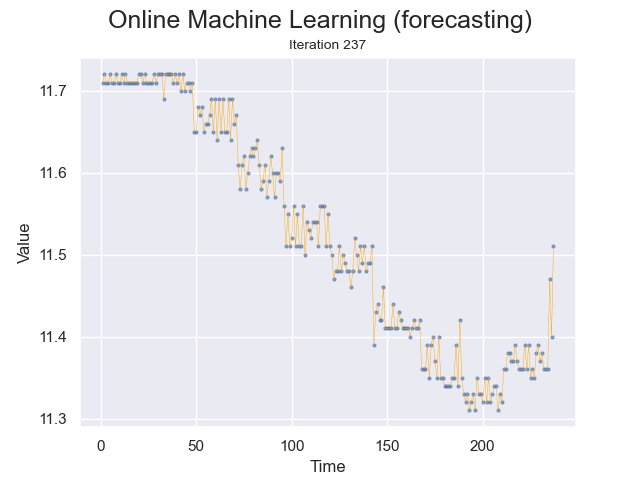 Online Machine Learning (forecasting)
Iteration 237
11.7
11.6
11.5
11.4
11.3
Value
0
50
100
150
200
Time